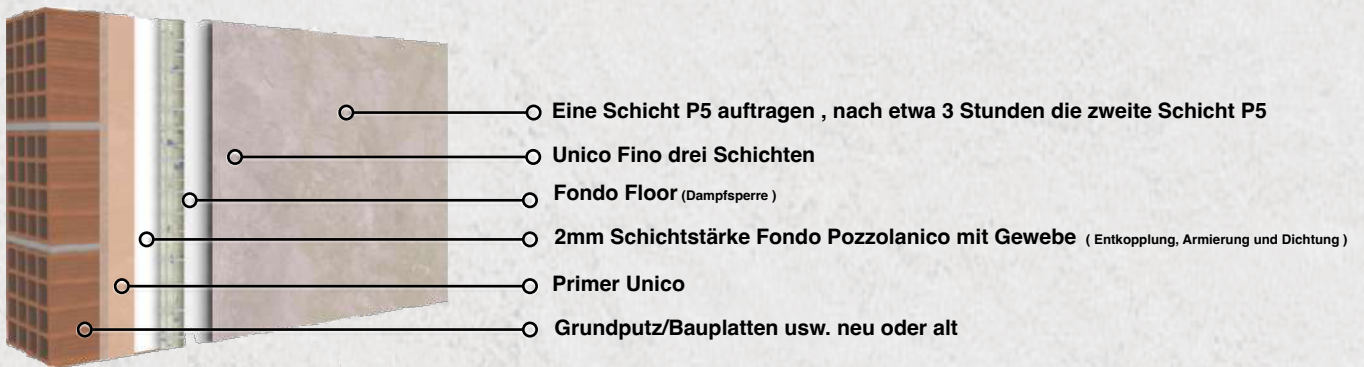 Eine Schicht P5 auftragen , nach etwa 3 Stunden die zweite Schicht P5
Unico Fino drei Schichten
Fondo Floor (Dampfsperre )
2mm Schichtstärke Fondo Pozzolanico mit Gewebe ( Entkopplung, Armierung und Dichtung )
Primer Unico
Grundputz/Bauplatten usw. neu oder alt